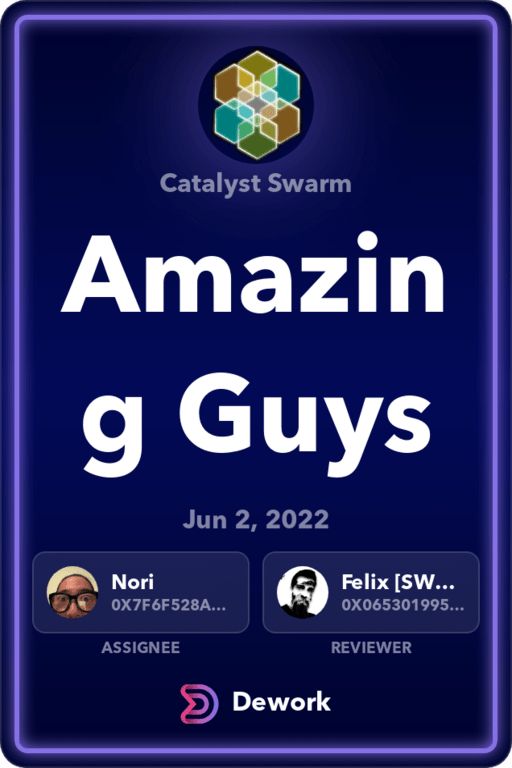 Catalyst Swarm
Amazin
g Guys
Jun 2, 2022
Nori
0X7F6F528A...
ASSIGNEE
Felix [SW...
0X065301995...
REVIEWER
Dework